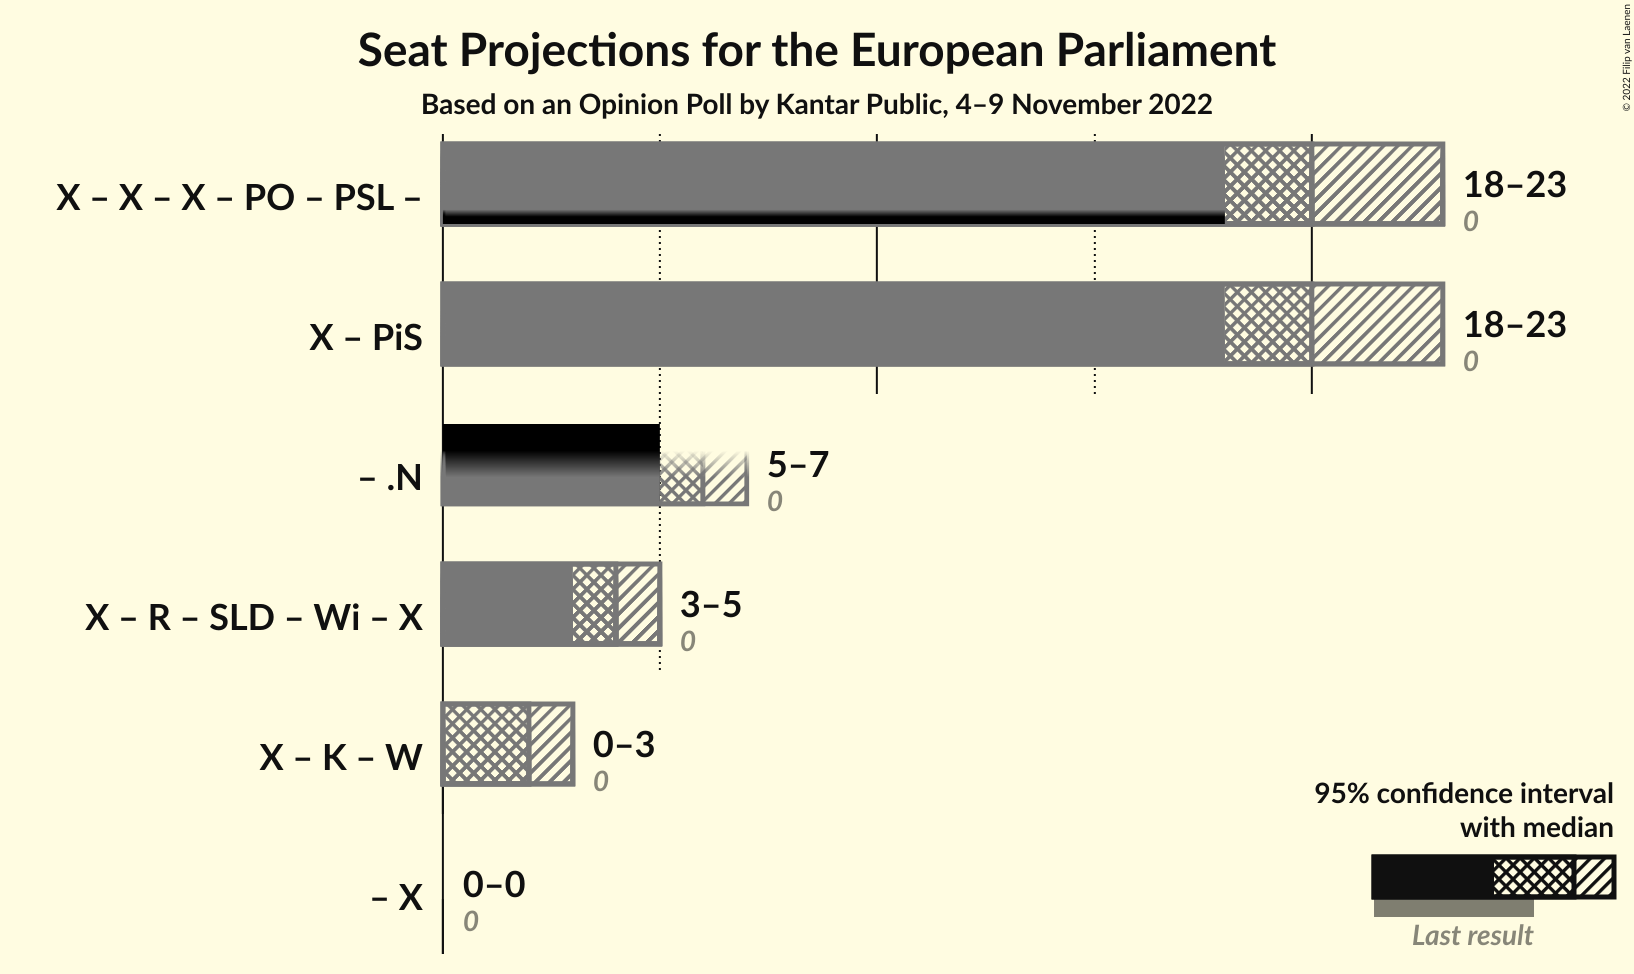 Seat Projections for the European Parliament
Based on an Opinion Poll by Kantar Public, 4–9 November 2022
© 2022 Filip van Laenen
X – X – X – PO – PSL –
18–23
0
X – PiS
18–23
0
– .N
5–7
0
X – R – SLD – Wi – X
3–5
0
X – K – W
0–3
0
– X
0–0
0
95% confidence interval
with median
Last result